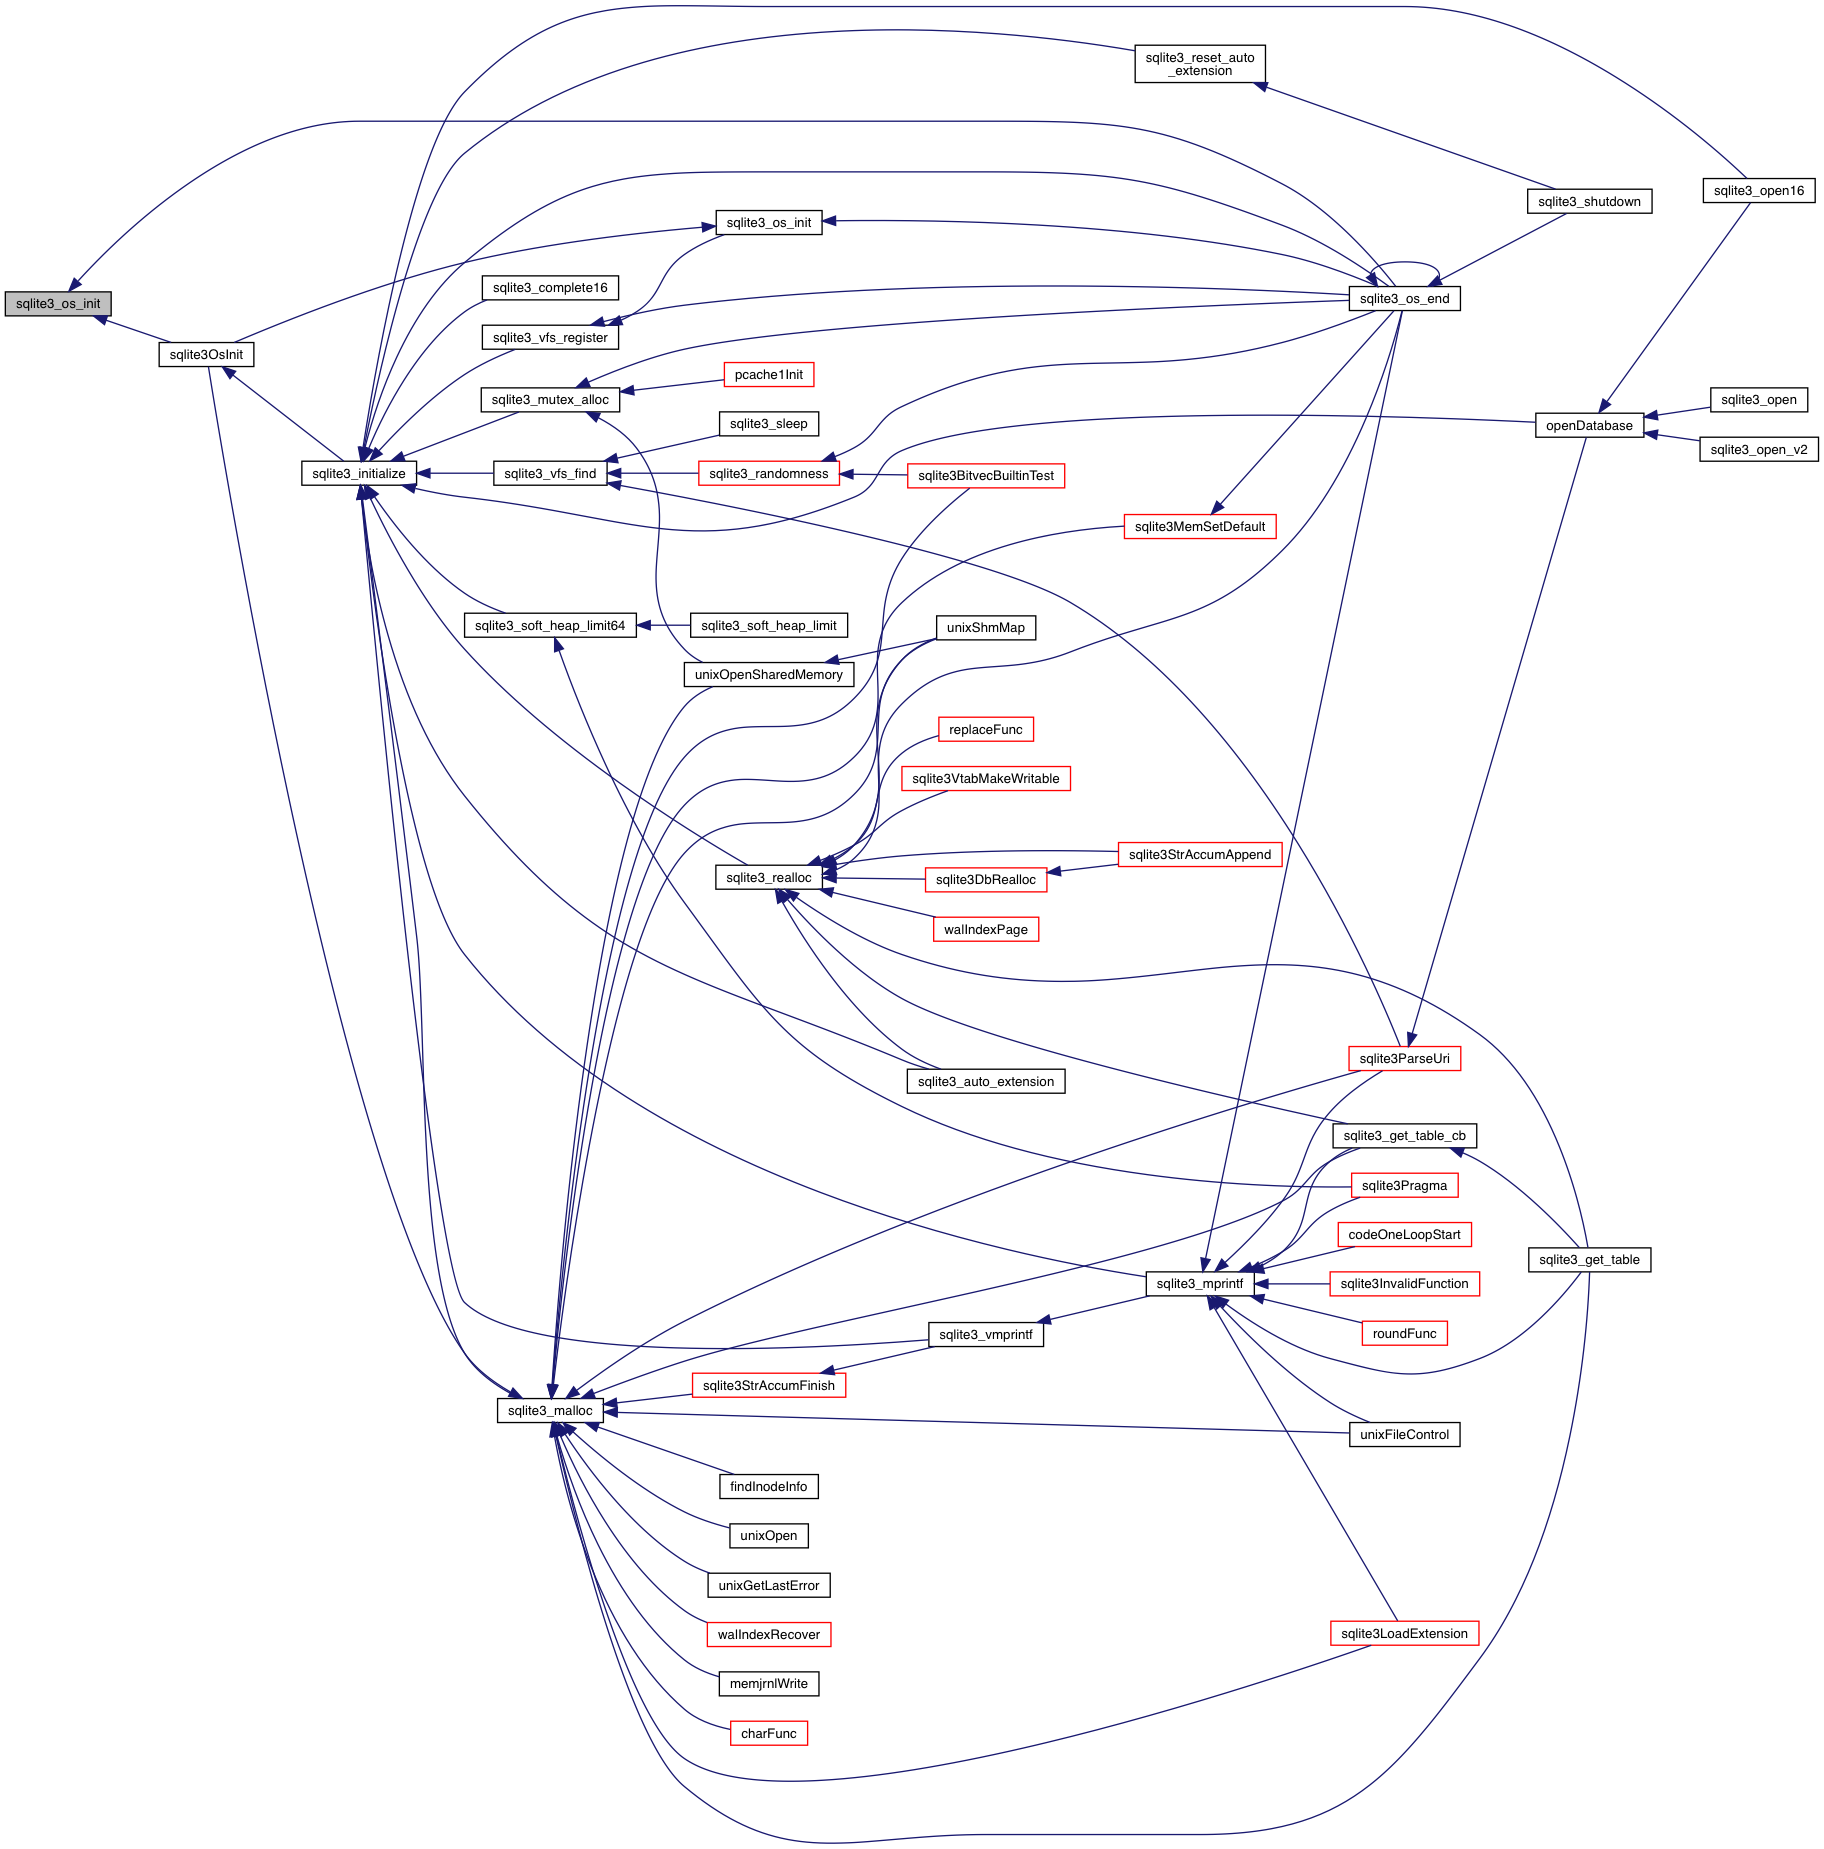 sqlite3_reset_auto
_extension
sqlite3_open16
sqlite3_shutdown
sqlite3_os_init
sqlite3_complete16
sqlite3_os_end
sqlite3_os_init
sqlite3_vfs_register
sqlite3OsInit
pcache1Init
sqlite3_mutex_alloc
sqlite3_open
sqlite3_sleep
openDatabase
sqlite3_open_v2
sqlite3_initialize
sqlite3_vfs_find
sqlite3_randomness
sqlite3BitvecBuiltinTest
sqlite3MemSetDefault
sqlite3_soft_heap_limit64
sqlite3_soft_heap_limit
unixShmMap
unixOpenSharedMemory
replaceFunc
sqlite3VtabMakeWritable
sqlite3StrAccumAppend
sqlite3_realloc
sqlite3DbRealloc
walIndexPage
sqlite3ParseUri
sqlite3_auto_extension
sqlite3_get_table_cb
sqlite3Pragma
codeOneLoopStart
sqlite3_get_table
sqlite3_mprintf
sqlite3InvalidFunction
sqlite3_vmprintf
roundFunc
sqlite3StrAccumFinish
sqlite3_malloc
unixFileControl
findInodeInfo
unixOpen
unixGetLastError
walIndexRecover
sqlite3LoadExtension
memjrnlWrite
charFunc